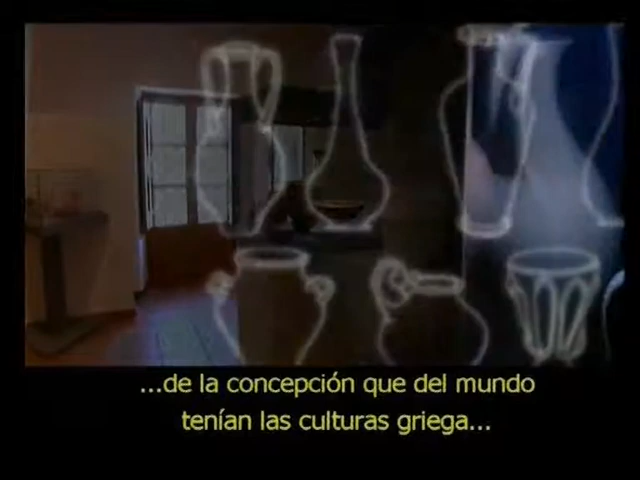 ...de la concepción que del mundo
tenían las culturas griega...